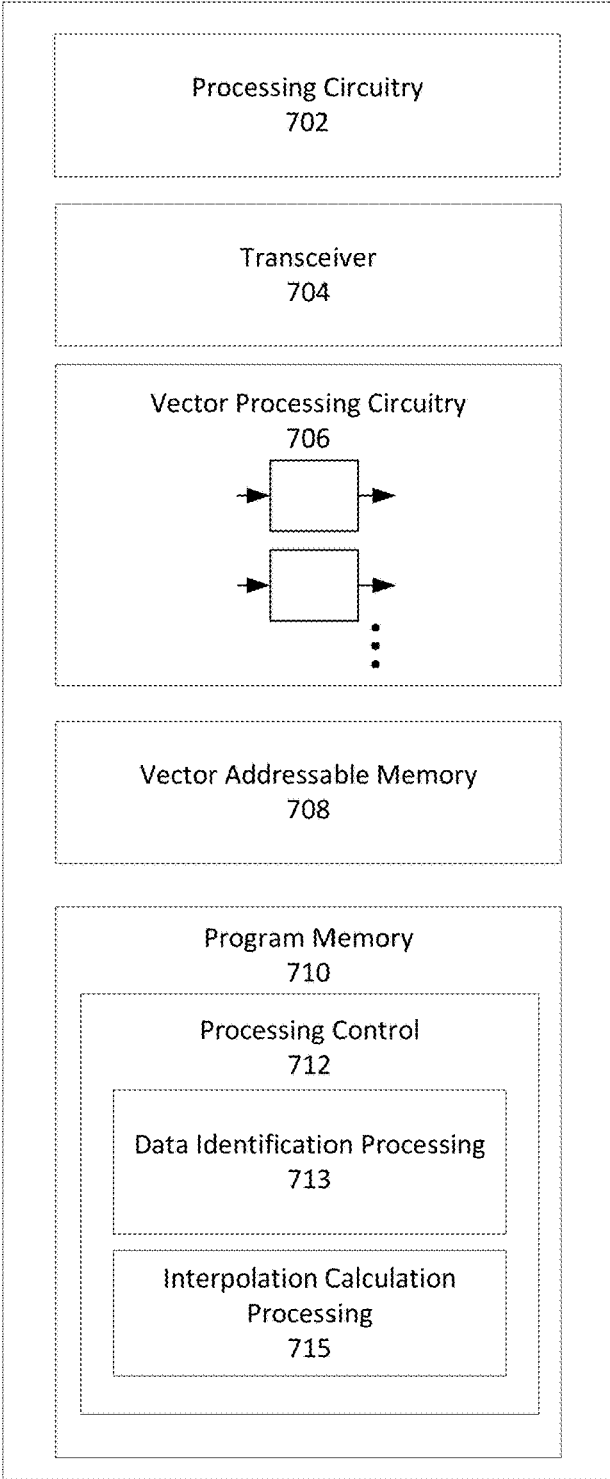 Processing Circuitry
702
Transceiver
704
Vector Processing Circuitry
706
Vector Addressable Memory
708
Program Memory
710
Processing Control
712
Data Identification Processing
713
Interpolation Calculation
Processing
715